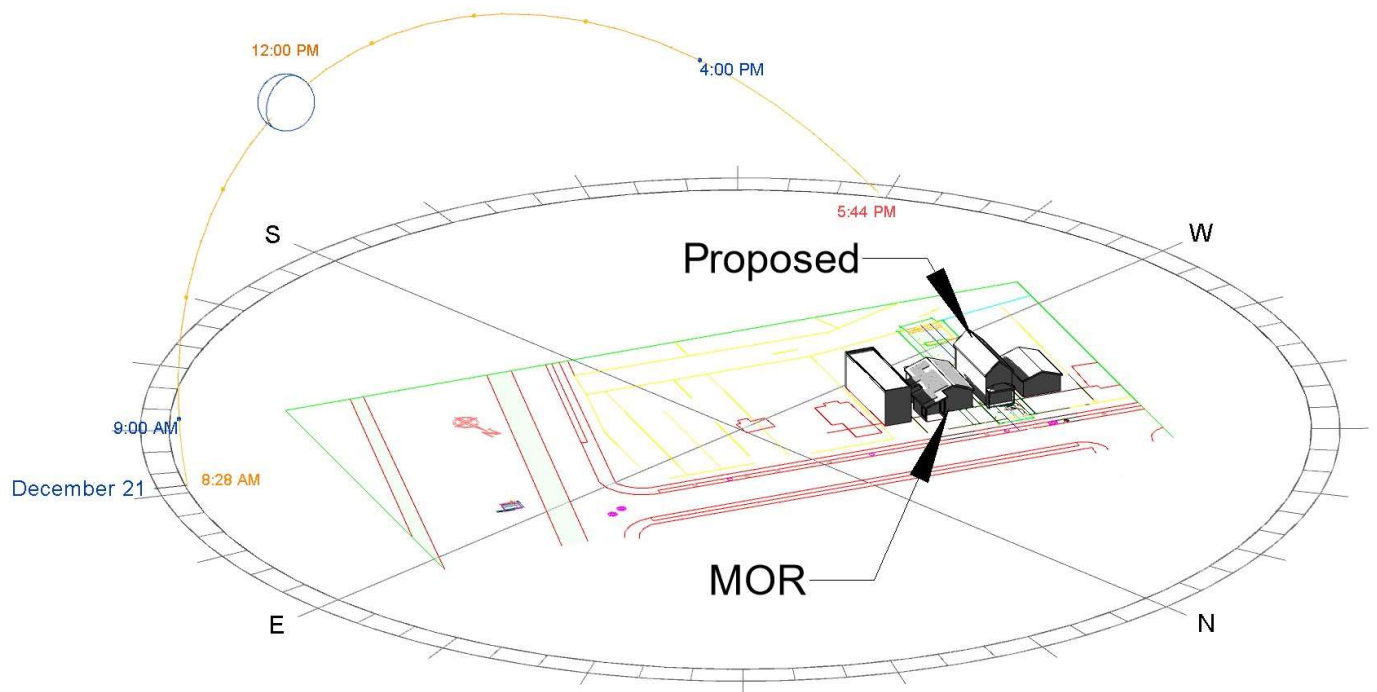 12:00 PM
4:00 PM
5:44 PM
S
W
Proposed
9:00 AM
8:28 AM
December 21
MOR
E
N